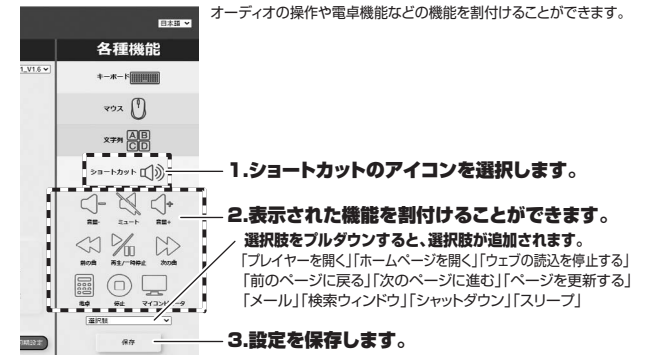 オーディオの操作や電卓機能などの機能を割付けることができます。
日本語
各種機能
1_V1.6
キーボード
マウス
文字列
AB
CD
ショートカット
1.ショートカットのアイコンを選択します。
音量- ミュート 音量+
2.表示された機能を割付けることができます。
選択肢をプルダウンすると、選択肢が追加されます。
「プレイヤーを開く」「ホームページを開く」「ウェブの読込を停止する」
「前のページに戻る」「次のページに進む」「ページを更新する」
「メール」「検索ウィンドウ」「シャットダウン」「スリープ」
前の曲 再生/一時停止 次の曲
電卓 停止 マイコンピュータ
選択肢
初期設定
保存
3.設定を保存します。